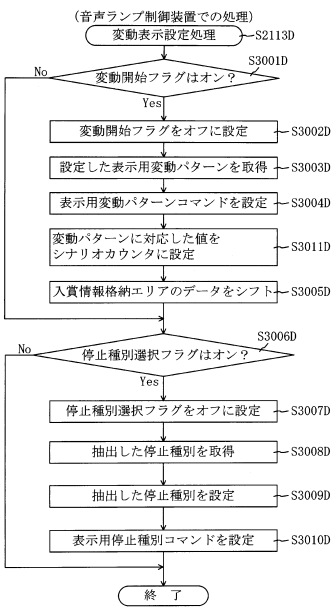 (音声ランプ制御装置での処理)
変動表示設定処理 S2113D
変動開始フラグはオン? S3001D
No
Yes
変動開始フラグをオフに設定 S3002D
設定した表示用変動パターンを取得 S3003D
表示用変動パターンコマンドを設定 S3004D
変動パターンに対応した値を
シナリオカウンタに設定 S3011D
入賞情報格納エリアのデータをシフト S3005D
停止種別選択フラグはオン? S3006D
No
Yes
停止種別選択フラグをオフに設定 S3007D
抽出した停止種別を取得 S3008D
抽出した停止種別を設定 S3009D
表示用停止種別コマンドを設定 S3010D
終 了